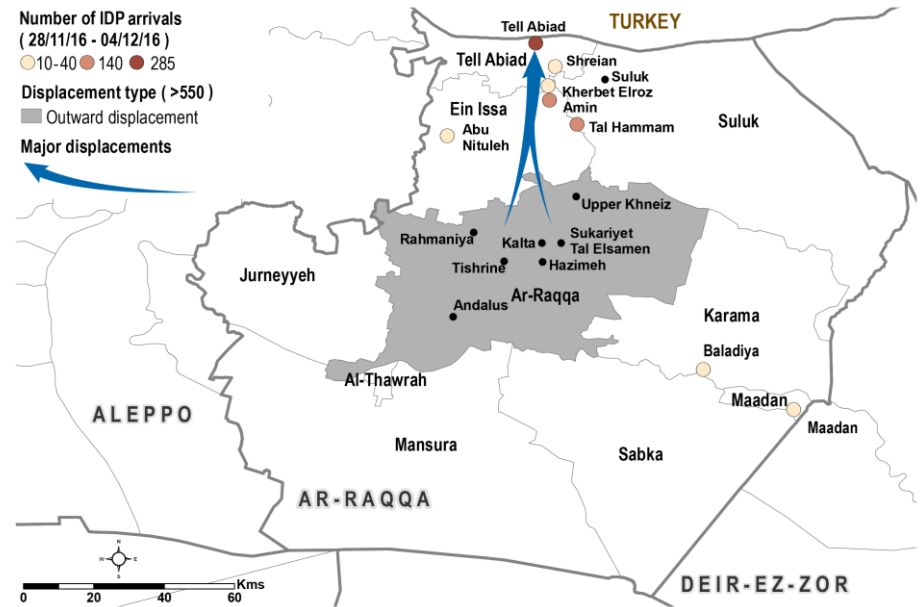 Number of IDP arrivals
( 28/11/16 - 04/12/16 )
10-40 140 285
Displacement type ( >550 )
Outward displacement
Major displacements
TURKEY
Tell Abiad
Tell Abiad
Shreian
Suluk
Kherbet Elroz
Amin
Ein Issa
Abu
Nituleh
Tal Hammam
Suluk
Upper Khneiz
Rahmaniya
Kalta
Sukariyet
Tal Elsamen
Tishrine
Hazimeh
Jurneyyeh
Ar-Raqqa
Andalus
Karama
Baladiya
Al-Thawrah
Maadan
Maadan
ALEPPO
Mansura
Sabka
AR-RAQQA
N
W E
S
Kms
0 10 20 40 60
DEIR-EZ-ZOR